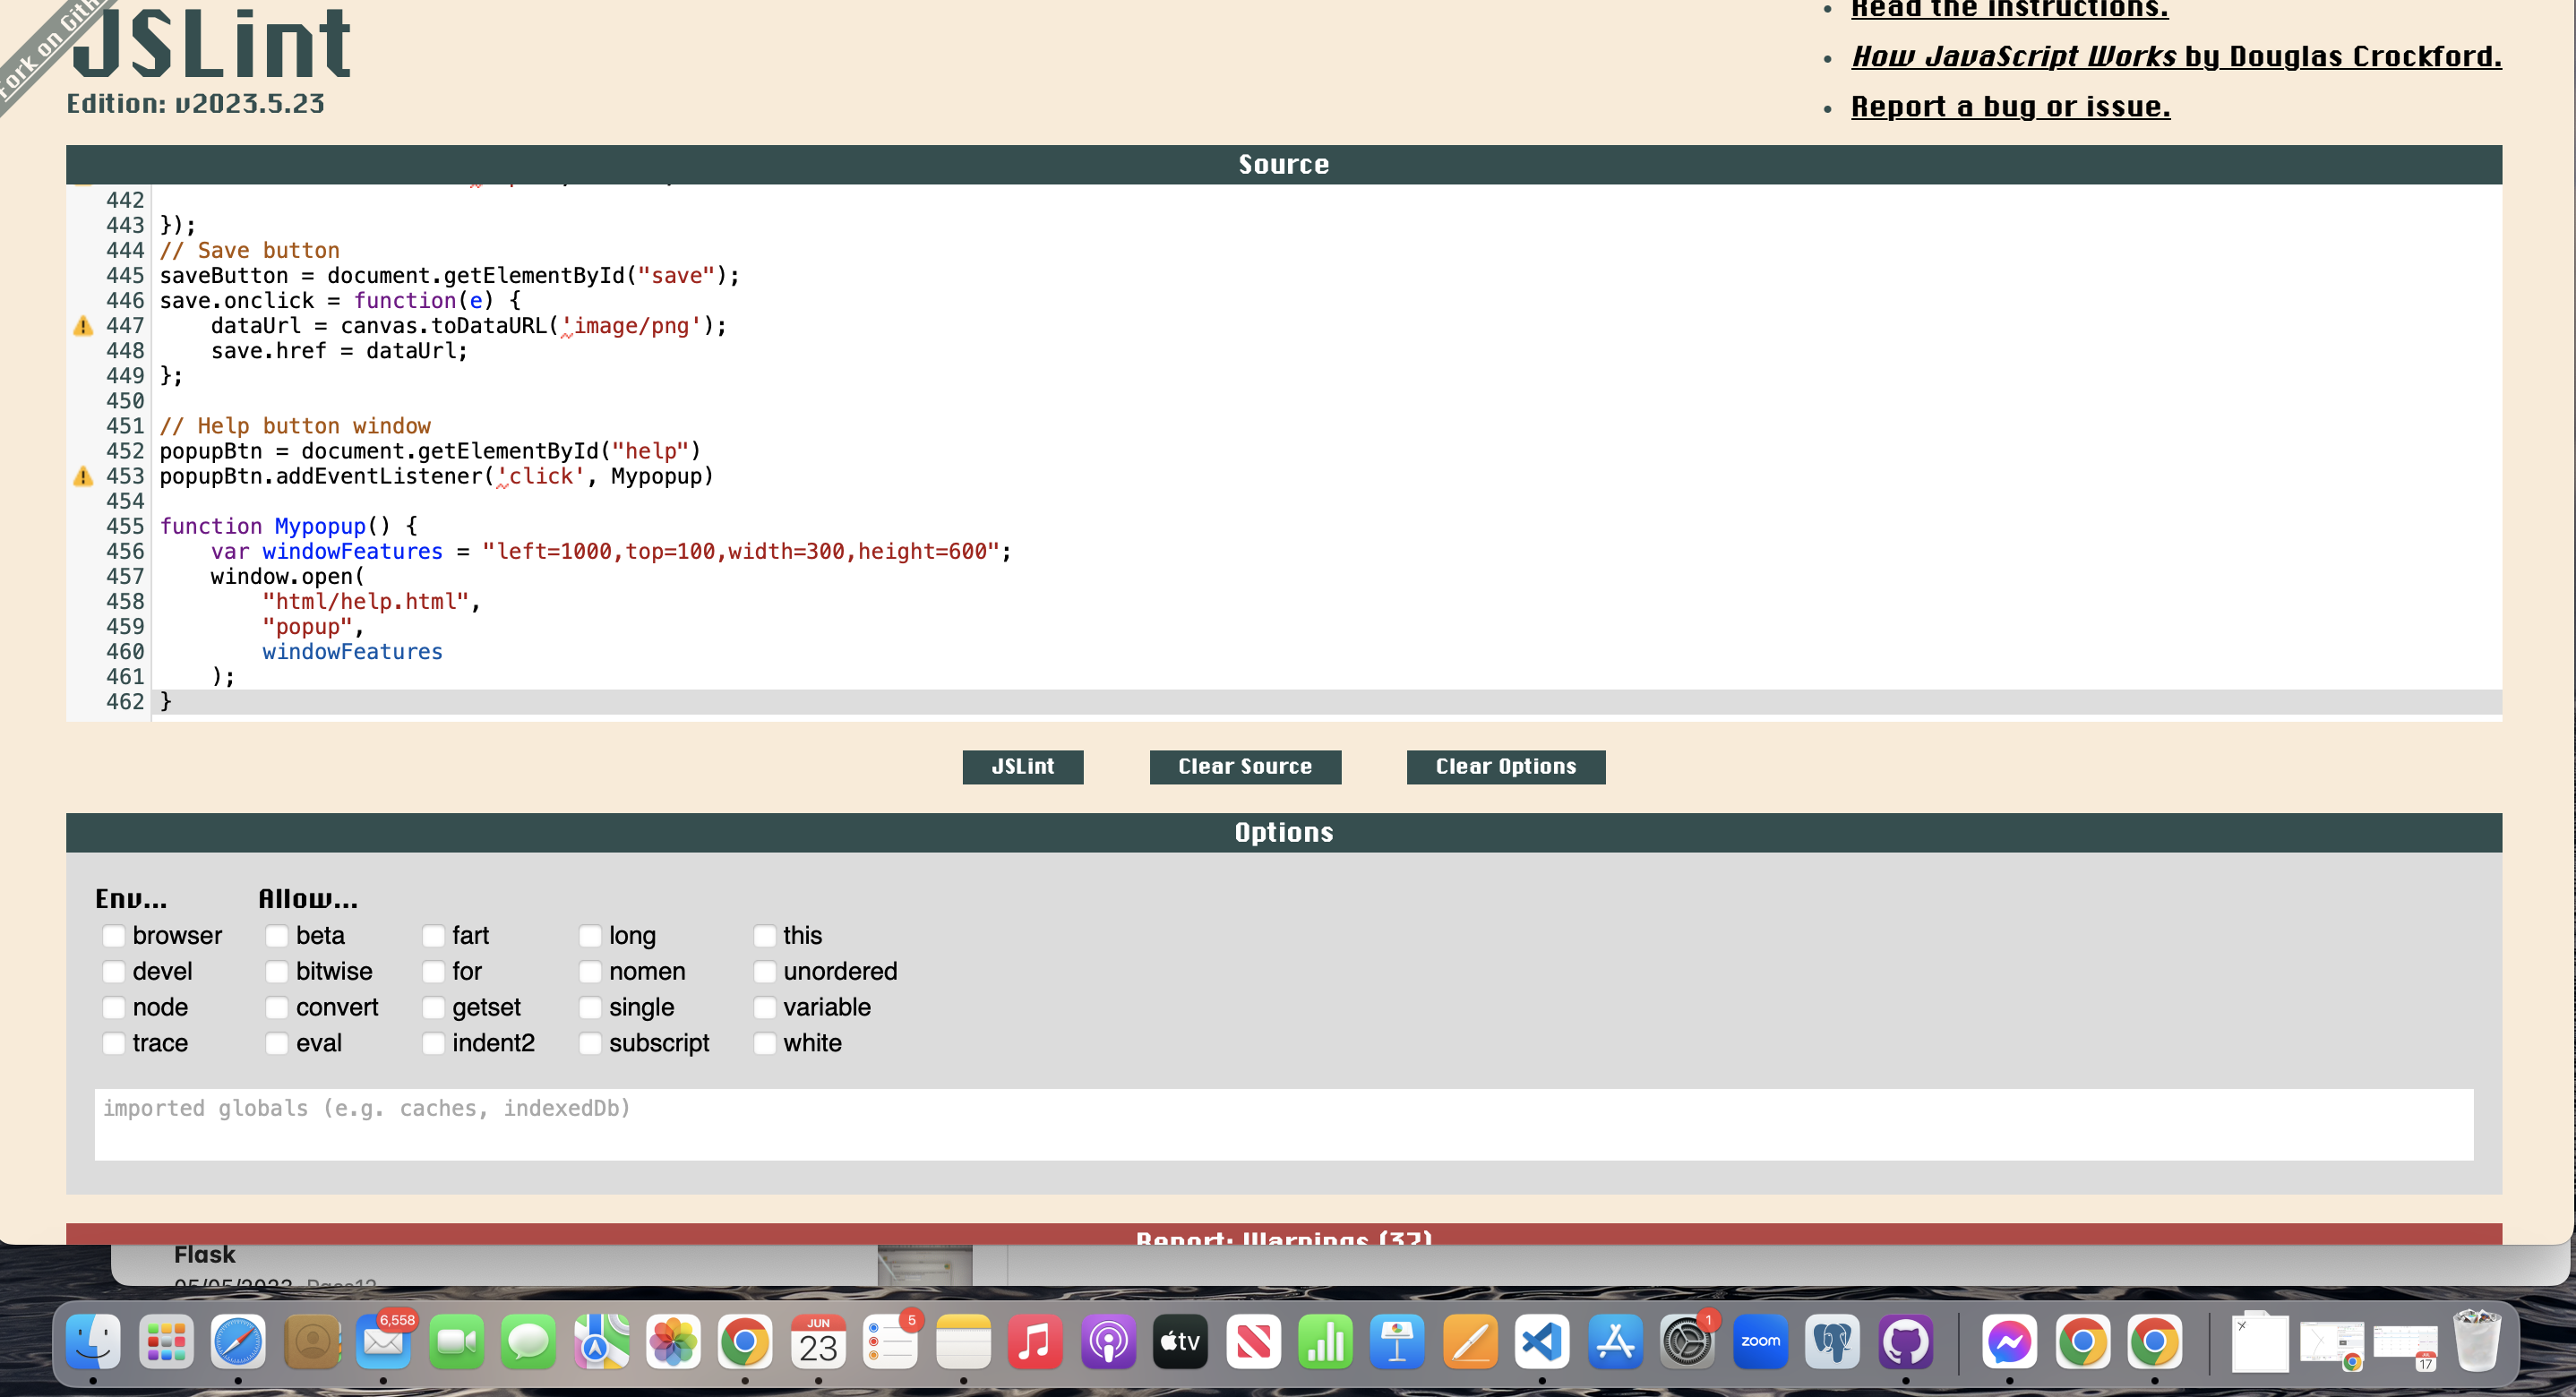 Fork on Gith
JSLint
Edition: v2023.5.23
Read the instructions.
How JavaScript Works by Douglas Crockford.
Report a bug or issue.
Source
442
443 });
444 // Save button
445 saveButton = document.getElementById("save");
446 save.onclick = function(e) {
447     dataUrl = canvas.toDataURL('image/png');
448     save.href = dataUrl;
449 };
450
451 // Help button window
452 popupBtn = document.getElementById("help")
453 popupBtn.addEventListener('click', Mypopup)
454
455 function Mypopup() {
456     var windowFeatures = "left=1000,top=100,width=300,height=600";
457     window.open(
458         "html/help.html",
459         "popup",
460         windowFeatures
461     );
462 }
JSLint Clear Source Clear Options
Options
Env... Allow...
browser beta fart long this
devel bitwise for nomen unordered
node convert getset single variable
trace eval indent2 subscript white
imported globals (e.g. caches, indexedDb)
Report: Warnings (37)
Flask
05/05/2023
6,558
JUN
23
5
tv
1
zoom
17